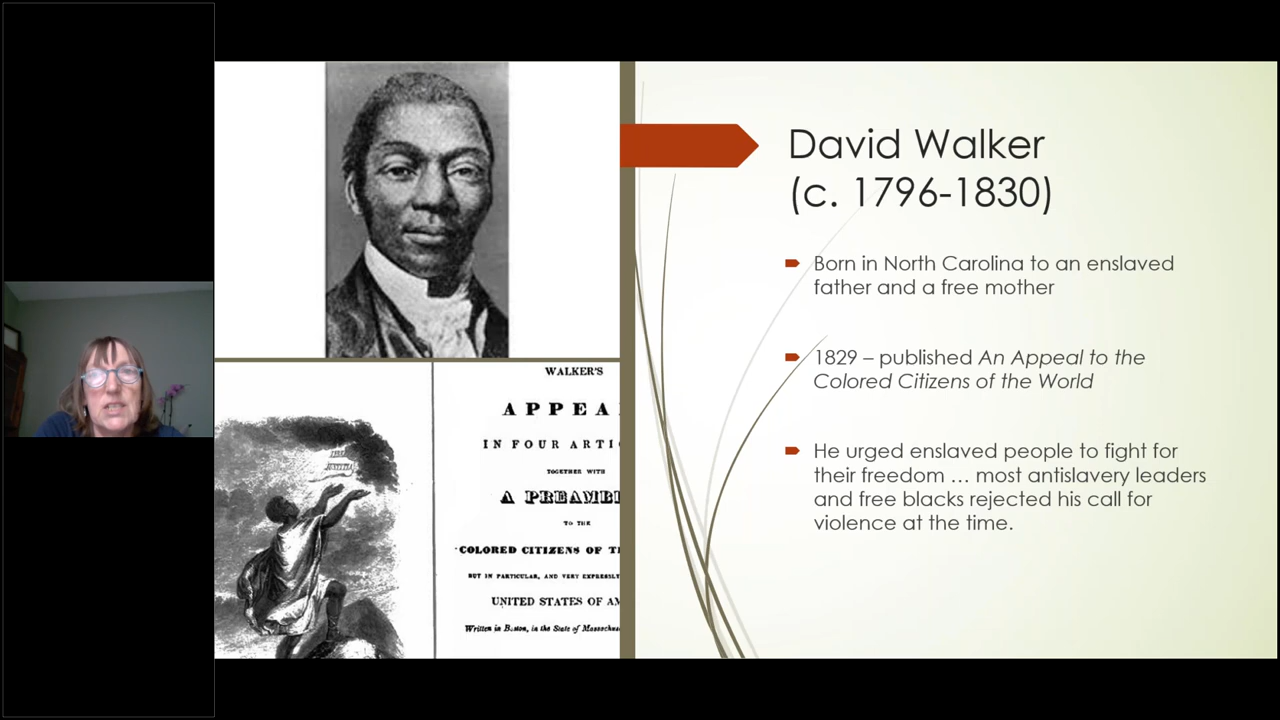 David Walker
(c. 1796-1830)
Born in North Carolina to an enslaved
father and a free mother
1829 – published An Appeal to the
Colored Citizens of the World
He urged enslaved people to fight for
their freedom … most antislavery leaders
and free blacks rejected his call for
violence at the time.
WALKER'S
APPEA
IN FOUR ARTI
TOGETHER WITH
A PREAMB
TO THE
COLORED CITIZENS OF T
BUT IN PARTICULAR, AND VERY EXPRESSLY
UNITED STATES OF AM
Written in Boston, in the State of Massachus